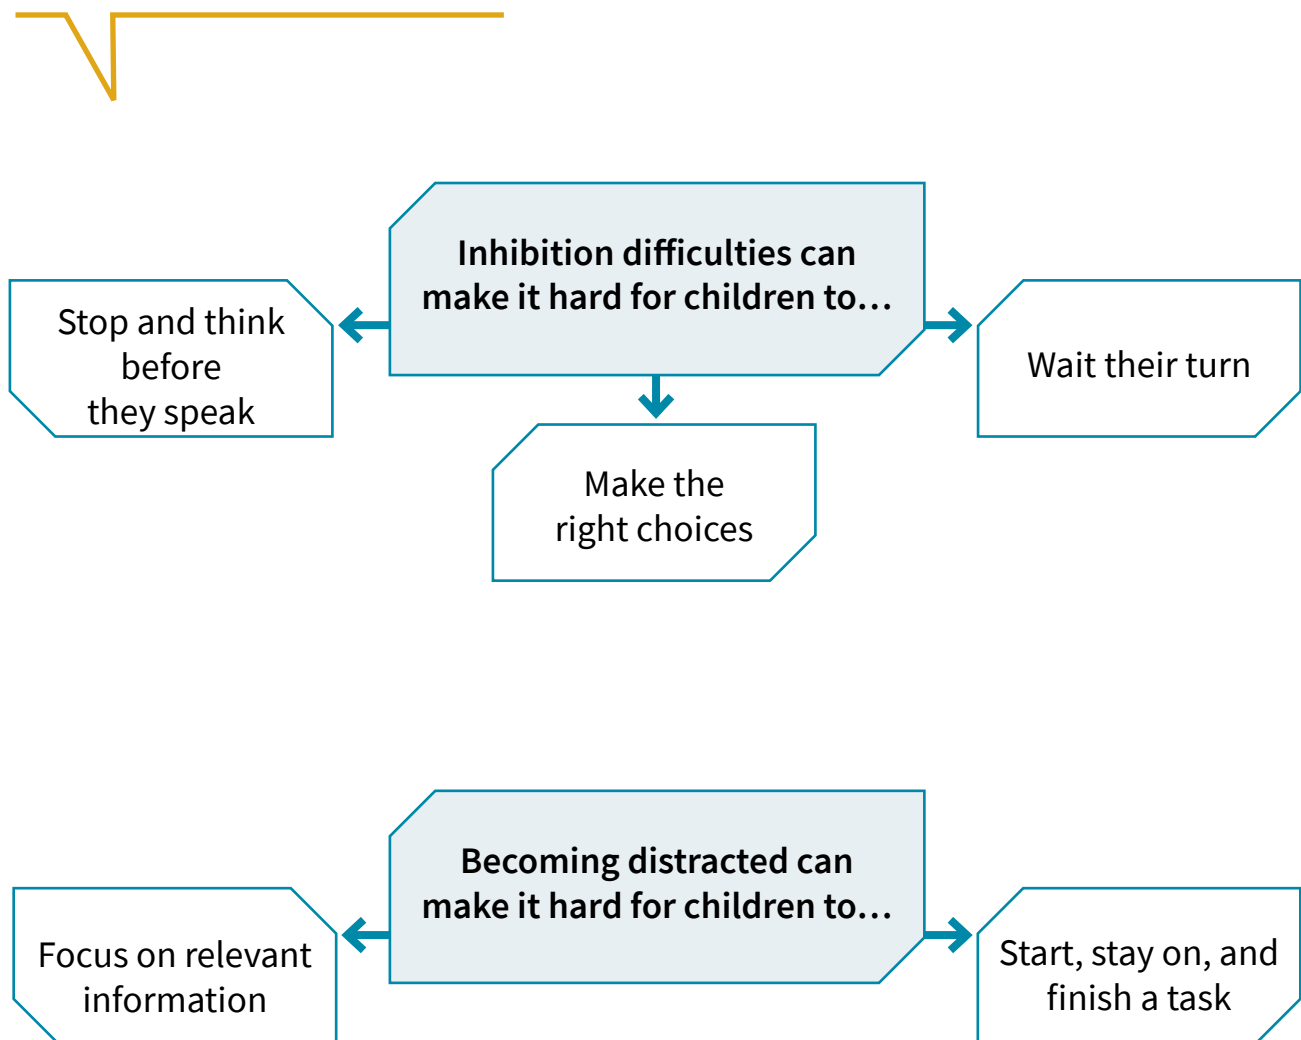 Inhibition difficulties can
make it hard for children to…
Stop and think
before
they speak
Wait their turn
Make the
right choices
Becoming distracted can
make it hard for children to…
Focus on relevant
information
Start, stay on, and
finish a task